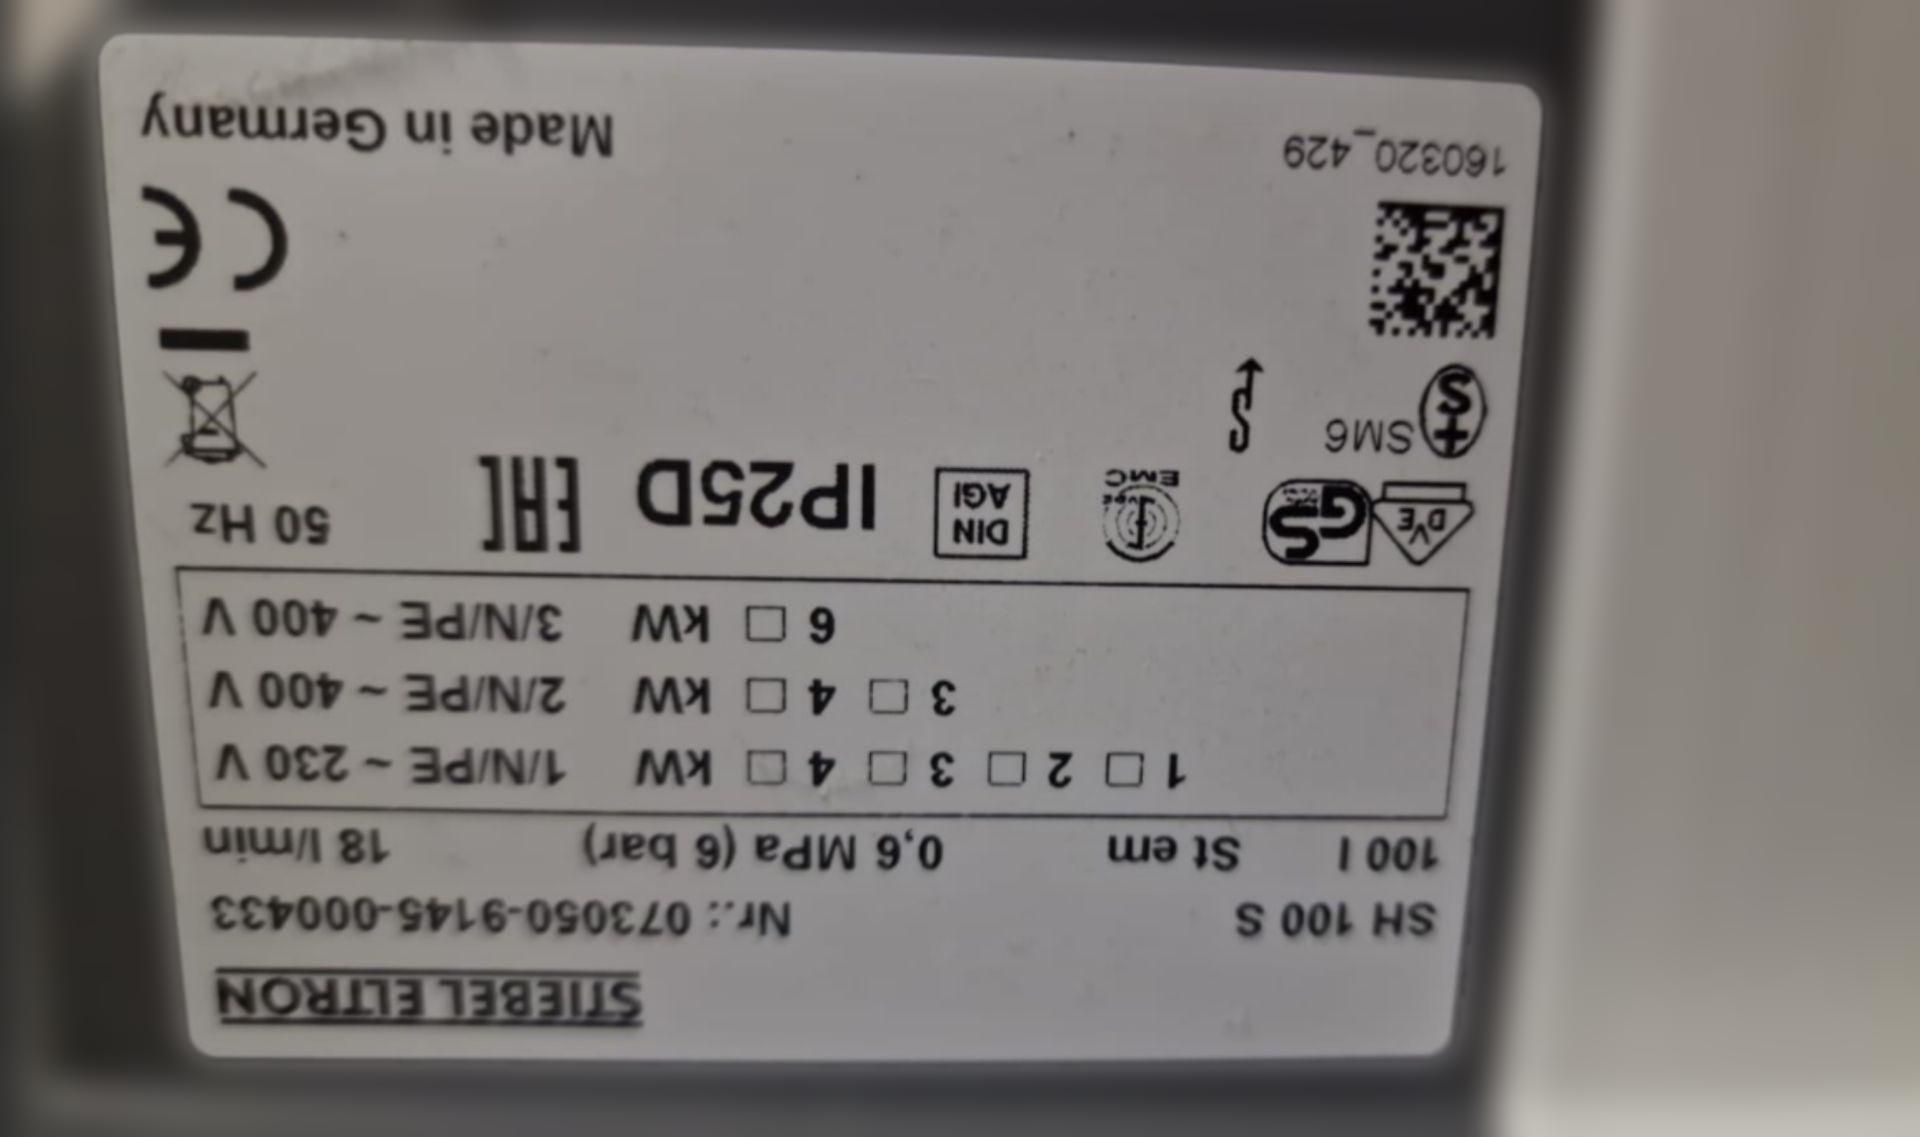 STIEBEL ELTRON
SH 100 S Nr.: 073050-9145-000433
100 l St em 0,6 MPa (6 bar) 18 l/min
1 □ 2 □ 3 □ 4 □ kW 1/N/PE ~ 230 V
3 □ 4 □ kW 2/N/PE ~ 400 V
6 □ kW 3/N/PE ~ 400 V
DVE GS EMC DIN AGI IP25D EAC 50 Hz
+S SM6
CE
160320_429 Made in Germany